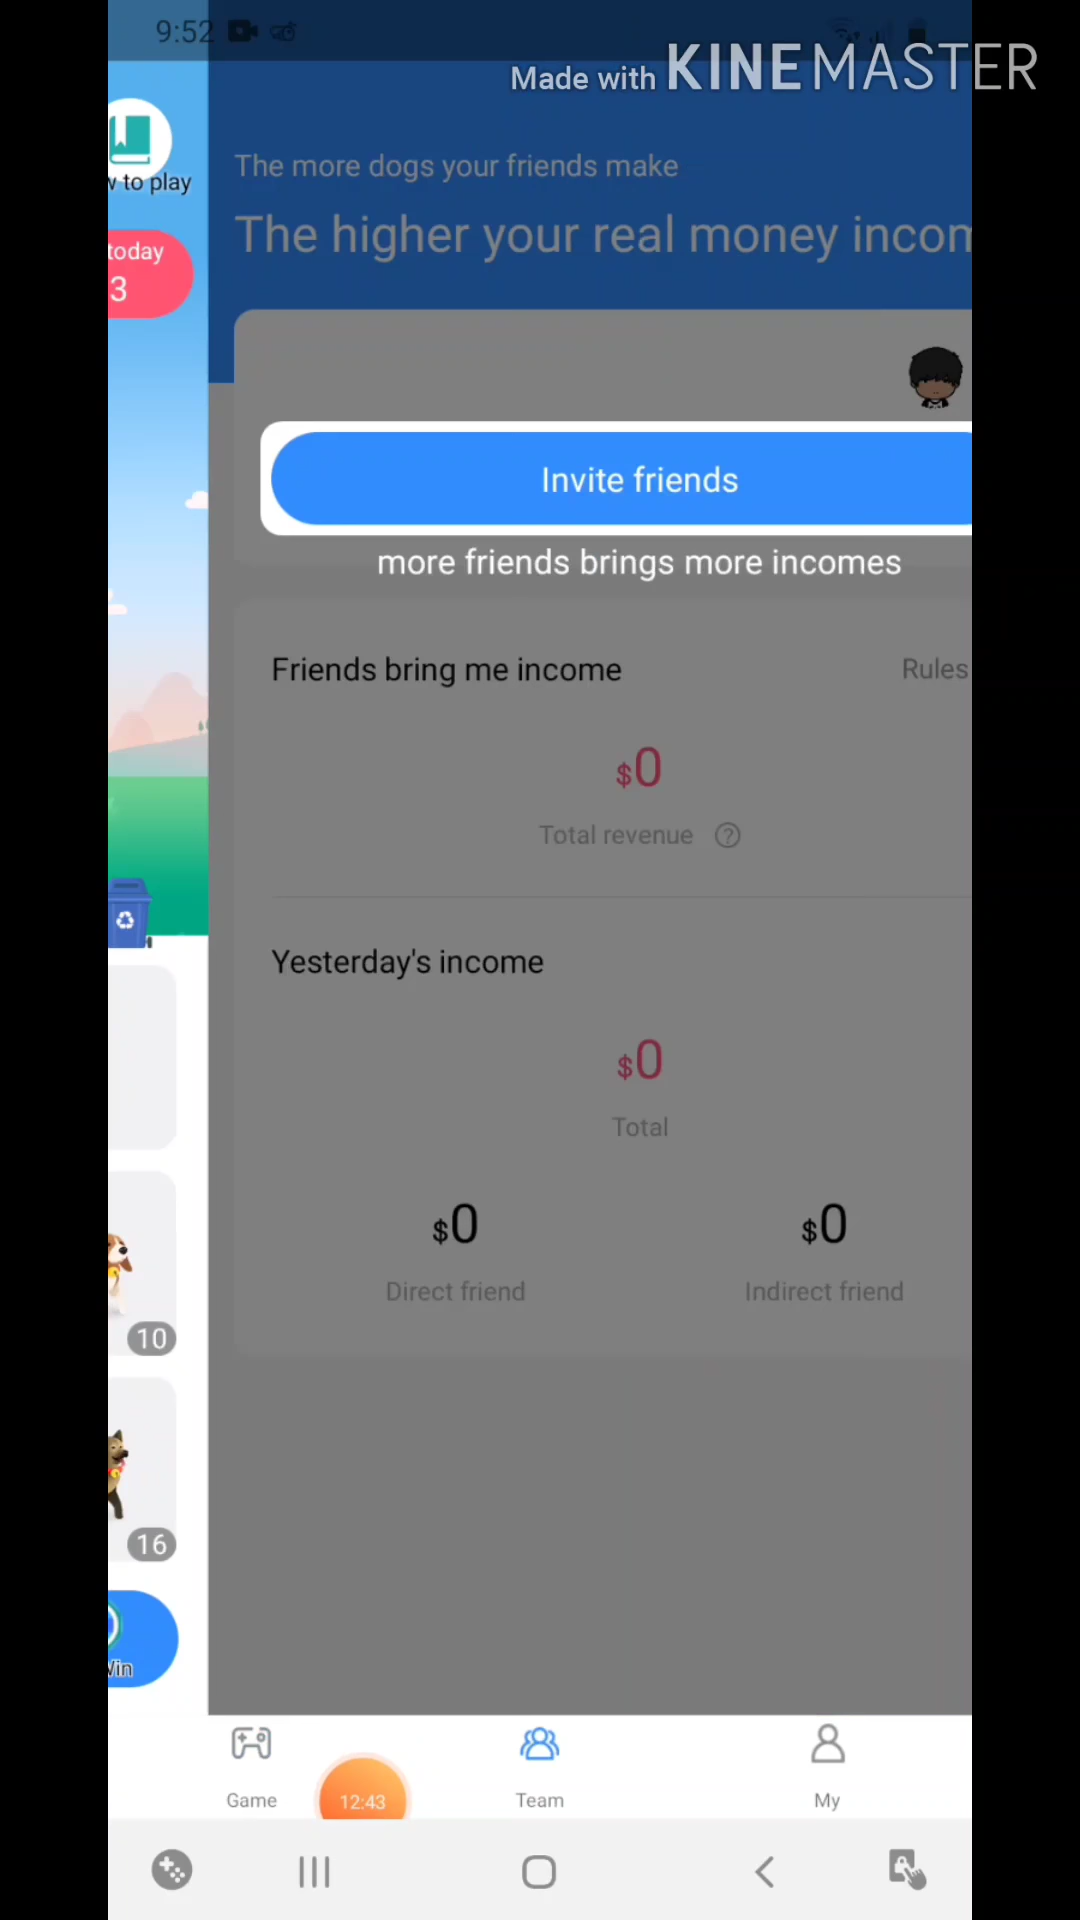 9:52
Made with KINEMASTER
to play
The more dogs your friends make
today
The higher your real money incom
3
Invite friends
more friends brings more incomes
Friends bring me income
Rules
$0
Total revenue ?
Yesterday's income
$0
Total
$0
$0
Direct friend
Indirect friend
10
16
Win
Game
12:43
Team
My